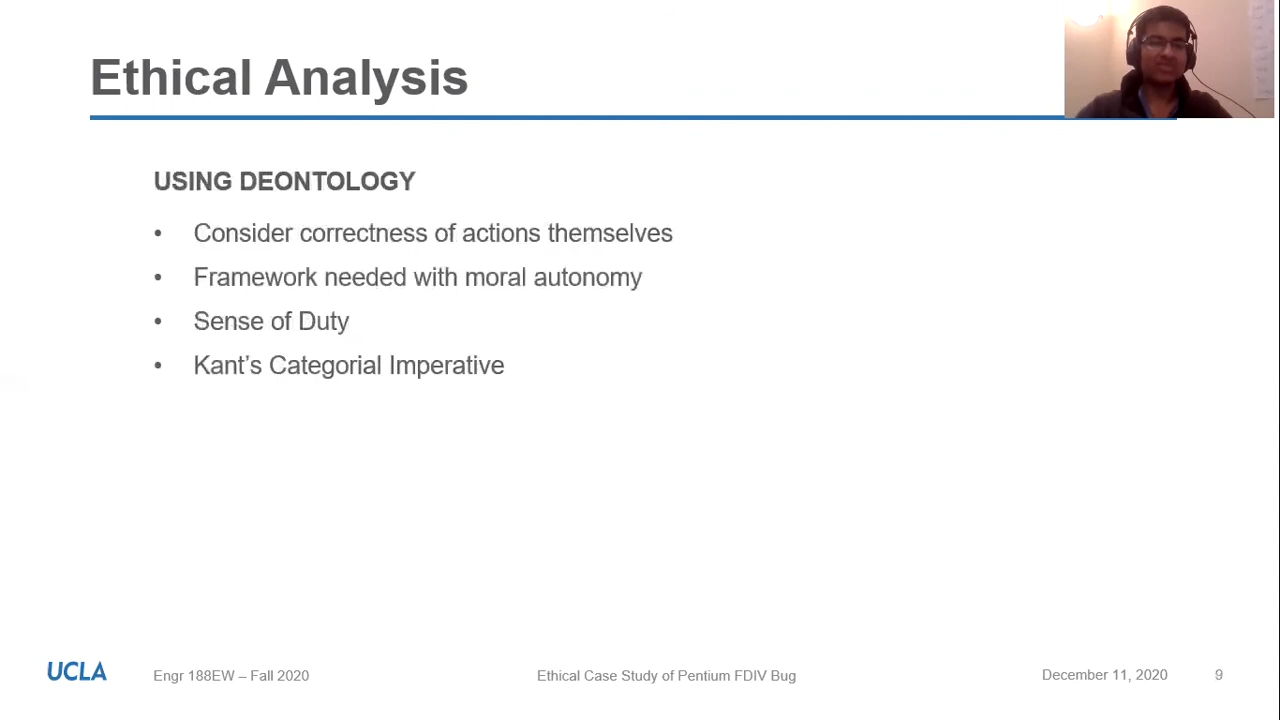 Ethical Analysis
USING DEONTOLOGY
• Consider correctness of actions themselves
• Framework needed with moral autonomy
• Sense of Duty
• Kant’s Categorial Imperative
UCLA Engr 188EW – Fall 2020 Ethical Case Study of Pentium FDIV Bug December 11, 2020 9